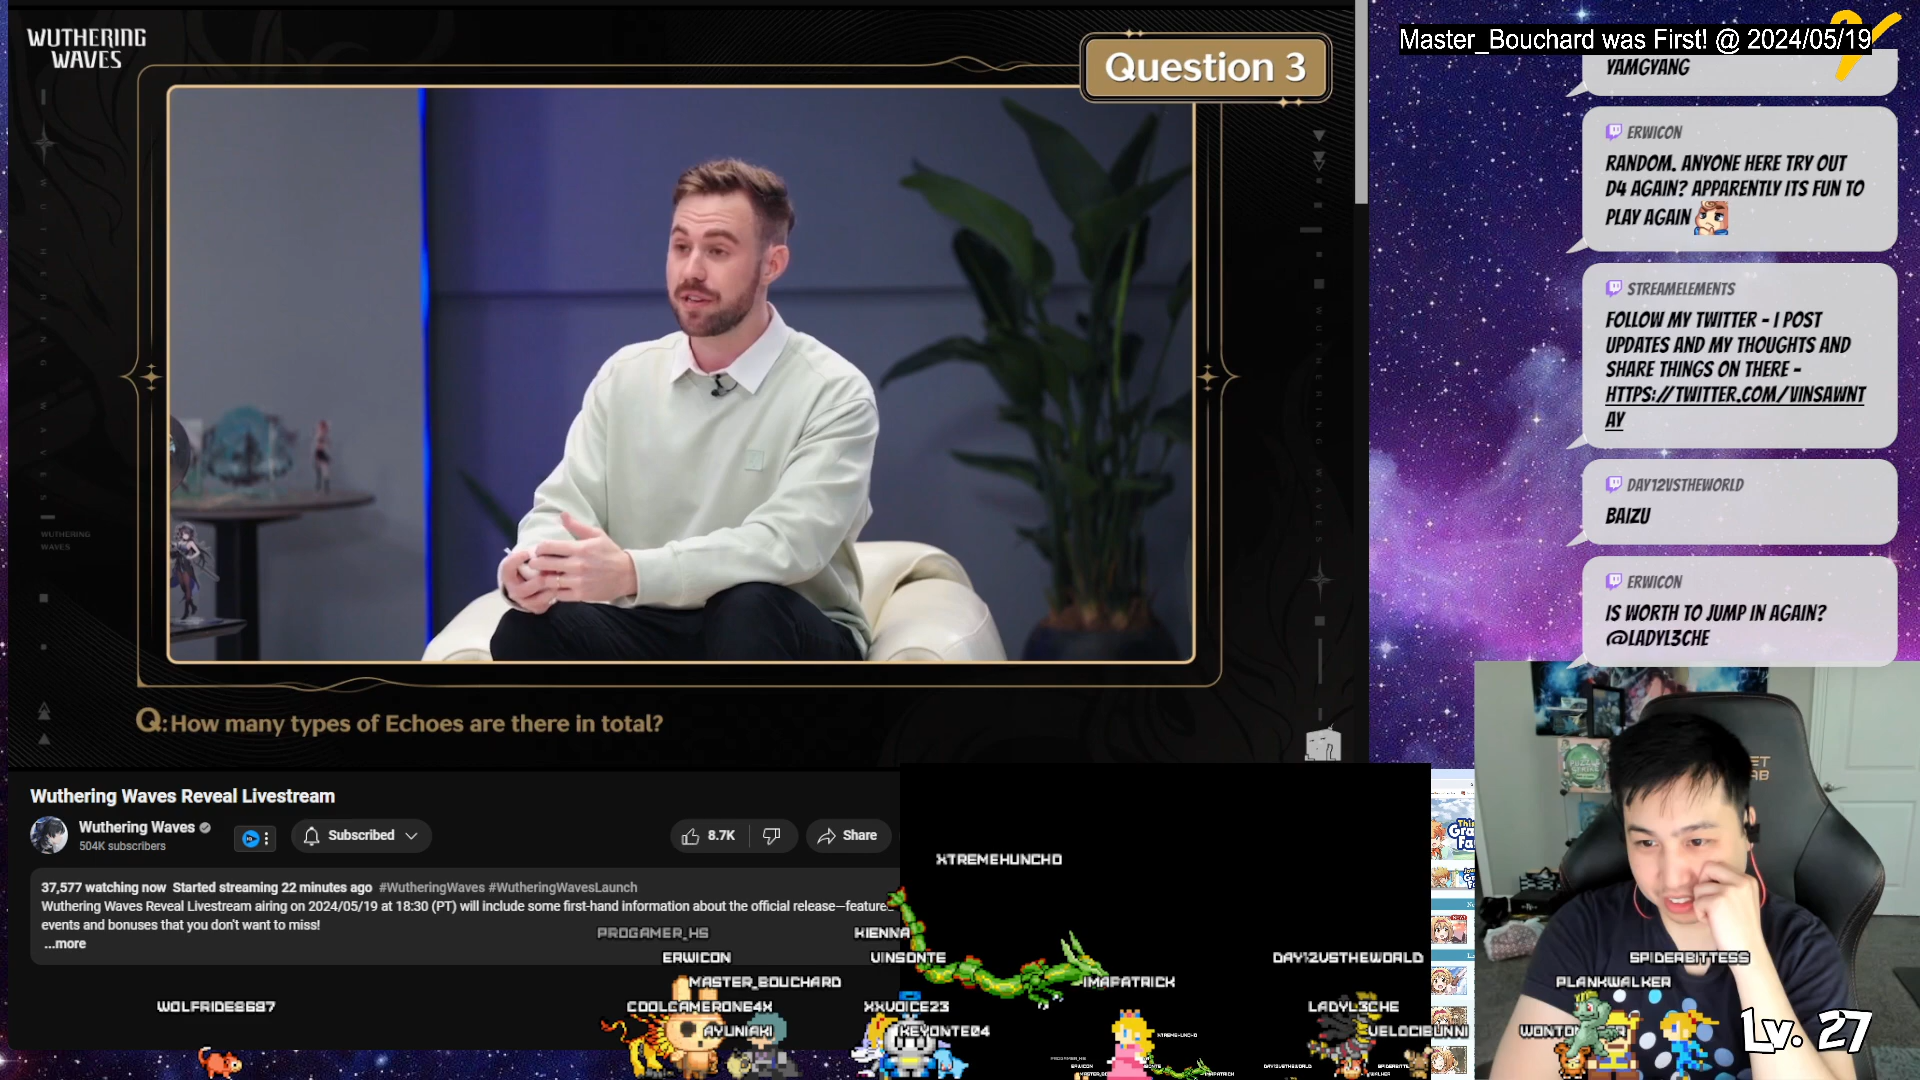 WUTHERING
WAVES
Question 3
Q:How many types of Echoes are there in total?
WUTHERING
WAVES
Wuthering Waves Reveal Livestream
Wuthering Waves
504K subscribers
Subscribed
8.7K
Share
37,577 watching now Started streaming 22 minutes ago #WutheringWaves #WutheringWavesLaunch
Wuthering Waves Reveal Livestream airing on 2024/05/19 at 18:30 (PT) will include some first-hand information about the official release—feature
events and bonuses that you don't want to miss!
...more
Master_Bouchard was First! @ 2024/05/19
YAMGYANG
ERWICON
RANDOM. ANYONE HERE TRY OUT
D4 AGAIN? APPARENTLY ITS FUN TO
PLAY AGAIN
STREAMELEMENTS
FOLLOW MY TWITTER - I POST
UPDATES AND MY THOUGHTS AND
SHARE THINGS ON THERE -
HTTPS://TWITTER.COM/VINSAWNT
AY
DAY12VSTHEWORLD
BAIZU
ERWICON
IS WORTH TO JUMP IN AGAIN?
@LADYL3CHE
XTREMEHUNCHO
PROGAMER_HS
KIENNA
ERWICON
VINSONTE
DAY12VSTHEWORLD
SPIDERBITTESS
MASTER_BOUCHARD
IMAPATRICK
PLANKWALKER
WOLFRIDE8687
COOLCAMERONE4X
XXVOICE23
LADYL3CHE
AYUNIAKI
KEYONTE04
VELOCIBUNNI
Lv. 27